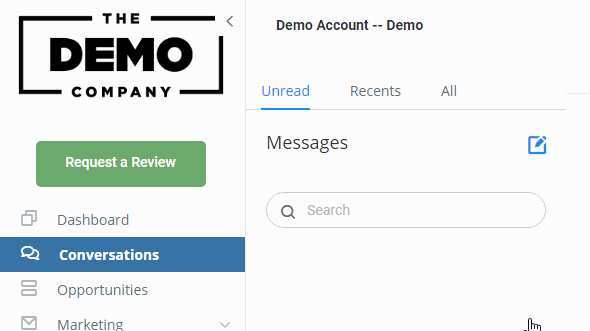 THE
DEMO
COMPANY
Request a Review
Dashboard
Conversations
Opportunities
Marketing
Demo Account -- Demo
Unread Recents All
Messages
Search